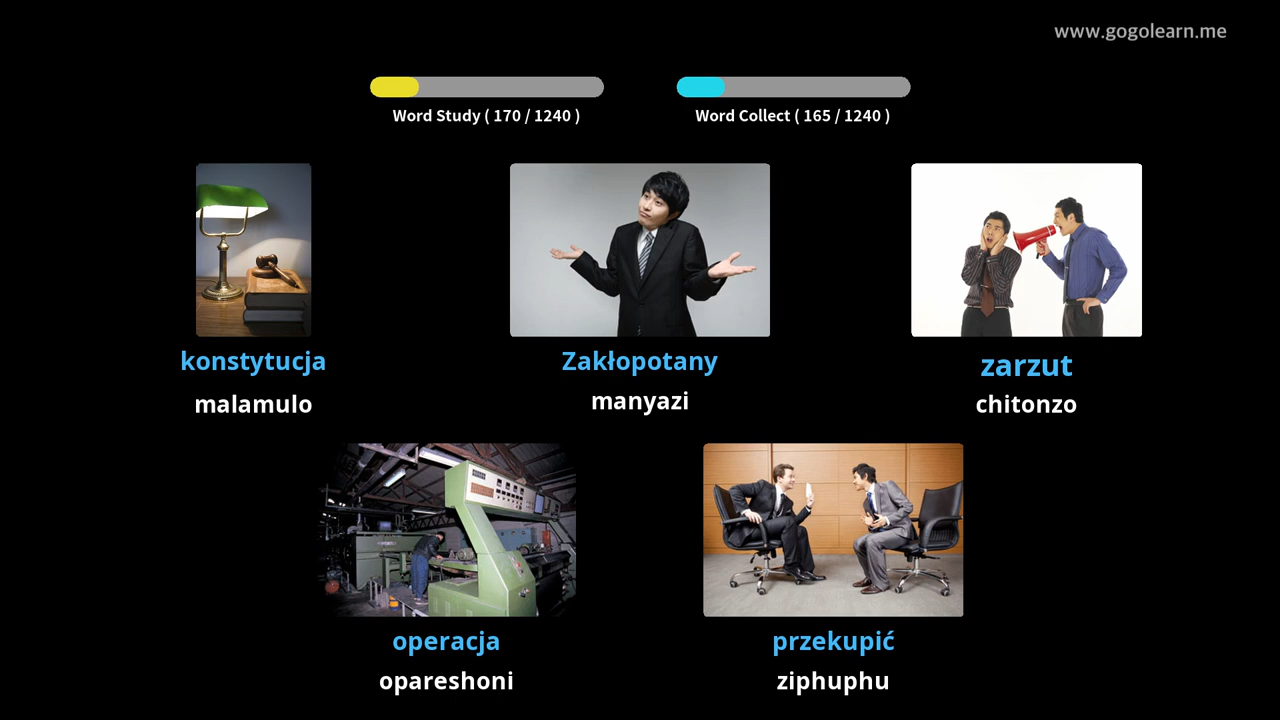 www.gogolearn.me
Word Study ( 170 / 1240 )
Word Collect ( 165 / 1240 )
konstytucja
malamulo
Zakłopotany
manyazi
zarzut
chitonzo
operacja
opareshoni
przekupić
ziphuphu